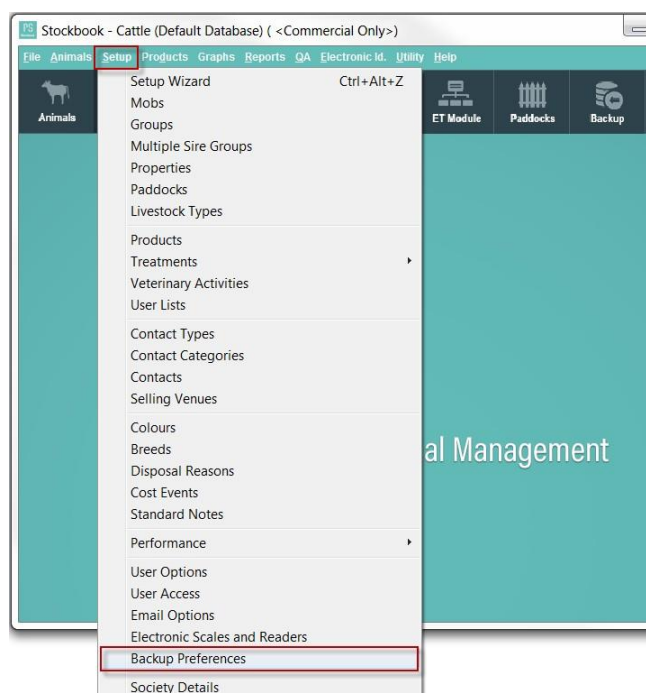 PS Stockbook - Cattle (Default Database) ( <Commercial Only>)
File Animals Setup Products Graphs Reports QA Electronic Id. Utility Help
Animals ET Module Paddocks Backup
Setup Wizard Ctrl+Alt+Z
Mobs
Groups
Multiple Sire Groups
Properties
Paddocks
Livestock Types
Products
Treatments
Veterinary Activities
User Lists
Contact Types
Contact Categories
Contacts
Selling Venues
Colours
Breeds
Disposal Reasons
Cost Events
Standard Notes
Performance
User Options
User Access
Email Options
Electronic Scales and Readers
Backup Preferences
Society Details
al Management